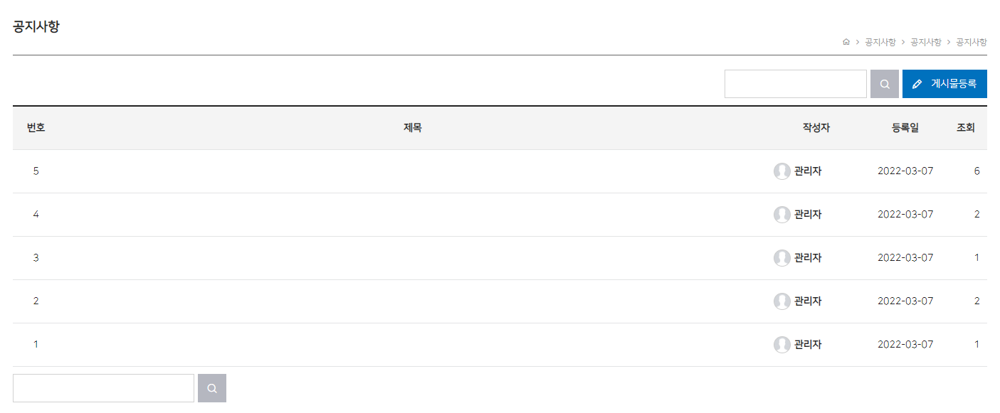 공지사항
공지사항 > 공지사항 > 공지사항
게시물등록
번호 제목 작성자 등록일 조회
5 관리자 2022-03-07 6
4 관리자 2022-03-07 2
3 관리자 2022-03-07 1
2 관리자 2022-03-07 2
1 관리자 2022-03-07 1